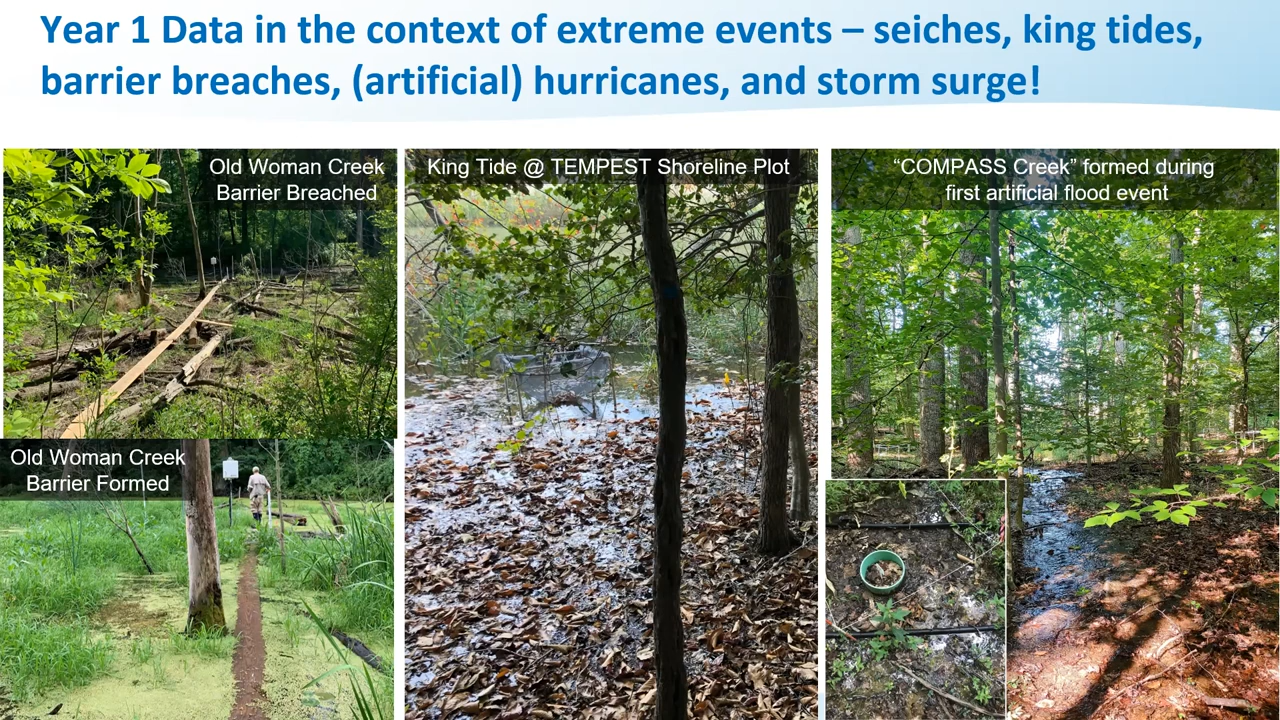 Year 1 Data in the context of extreme events – seiches, king tides,
barrier breaches, (artificial) hurricanes, and storm surge!
Old Woman Creek
Barrier Breached
Old Woman Creek
Barrier Formed
King Tide @ TEMPEST Shoreline Plot
“COMPASS Creek” formed during
first artificial flood event